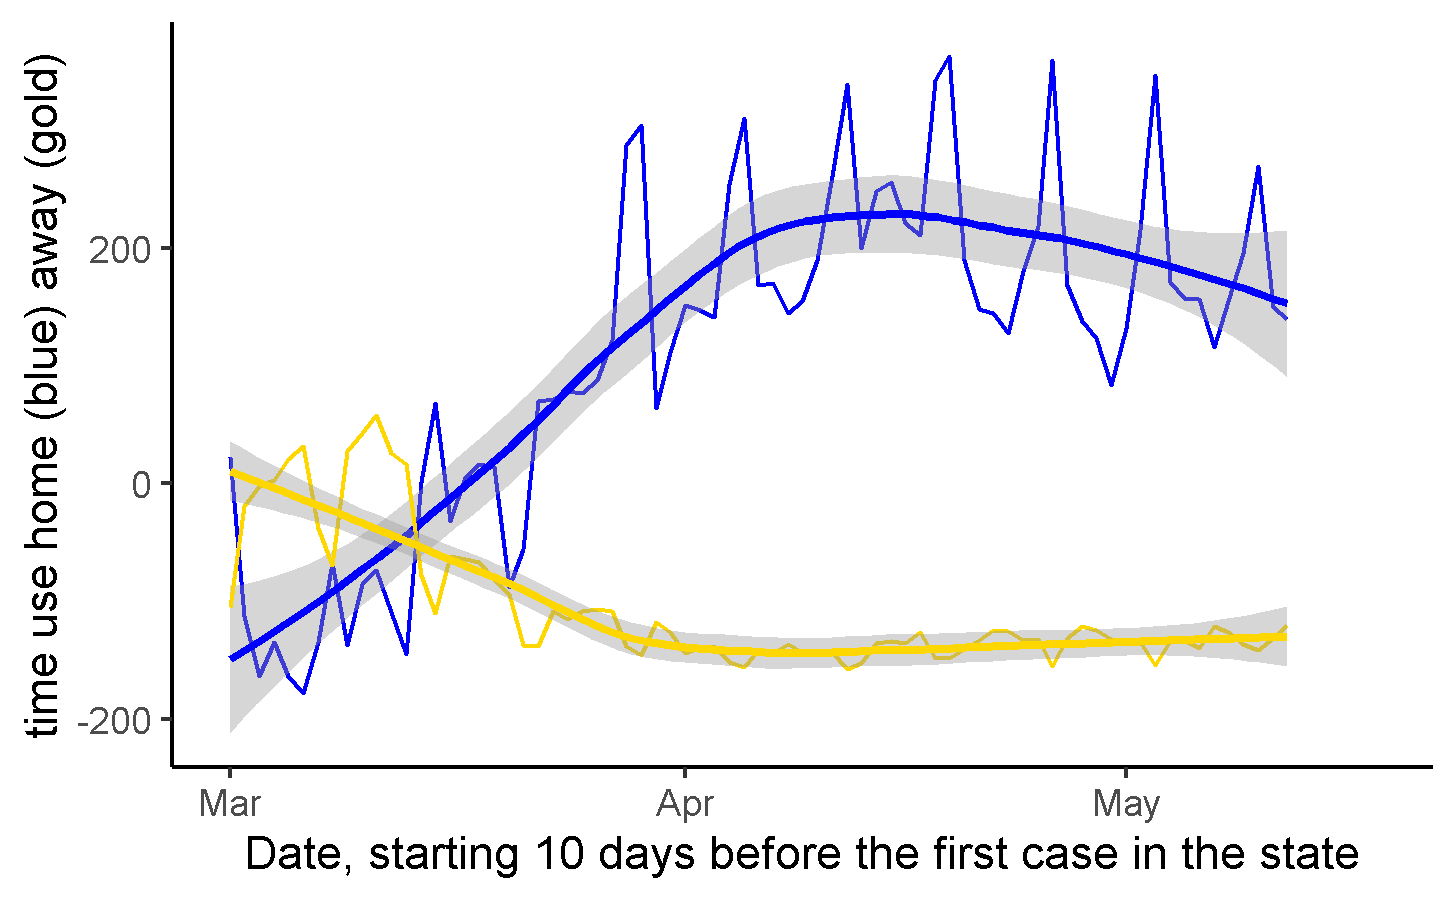 time use home (blue) away (gold)
200
0
-200
Mar
Apr
May
Date, starting 10 days before the first case in the state